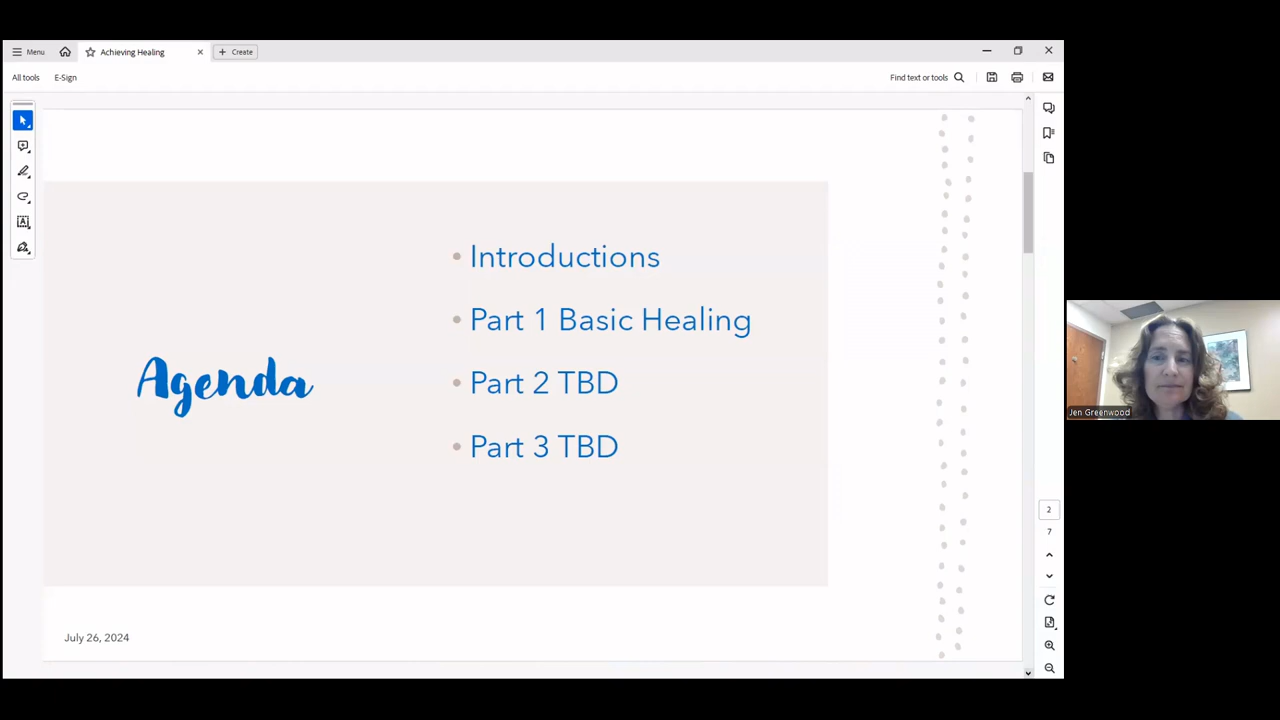 Menu
Achieving Healing
Create
All tools
E-Sign
Find text or tools
Agenda
• Introductions
• Part 1 Basic Healing
• Part 2 TBD
• Part 3 TBD
July 26, 2024
2
7
Jen Greenwood